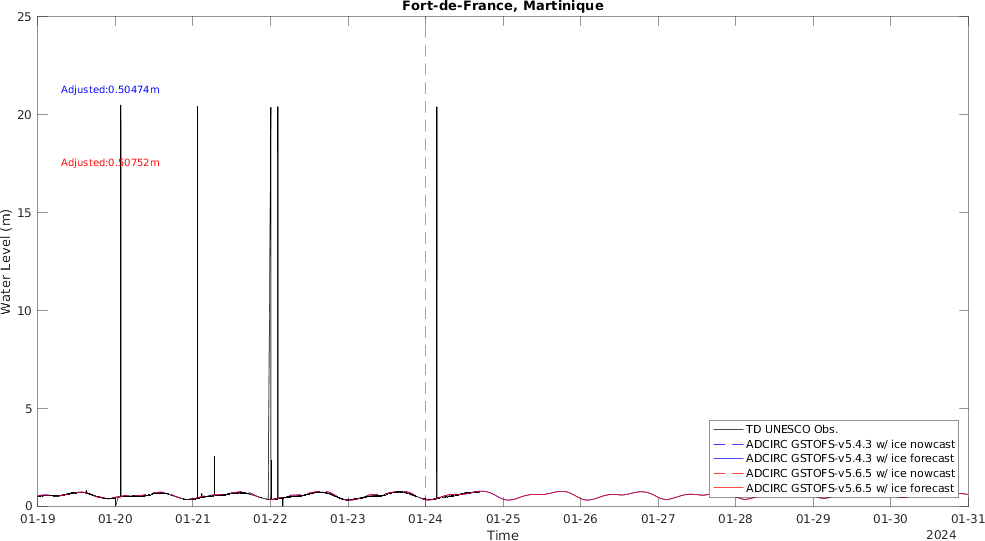 Fort-de-France, Martinique
25
20
15
10
5
0
Water Level (m)
Adjusted:0.50474m
Adjusted:0.50752m
TD UNESCO Obs.
ADCIRC GSTOFS-v5.4.3 w/ ice nowcast
ADCIRC GSTOFS-v5.4.3 w/ ice forecast
ADCIRC GSTOFS-v5.6.5 w/ ice nowcast
ADCIRC GSTOFS-v5.6.5 w/ ice forecast
01-19 01-20 01-21 01-22 01-23 01-24 01-25 01-26 01-27 01-28 01-29 01-30 01-31
Time
2024